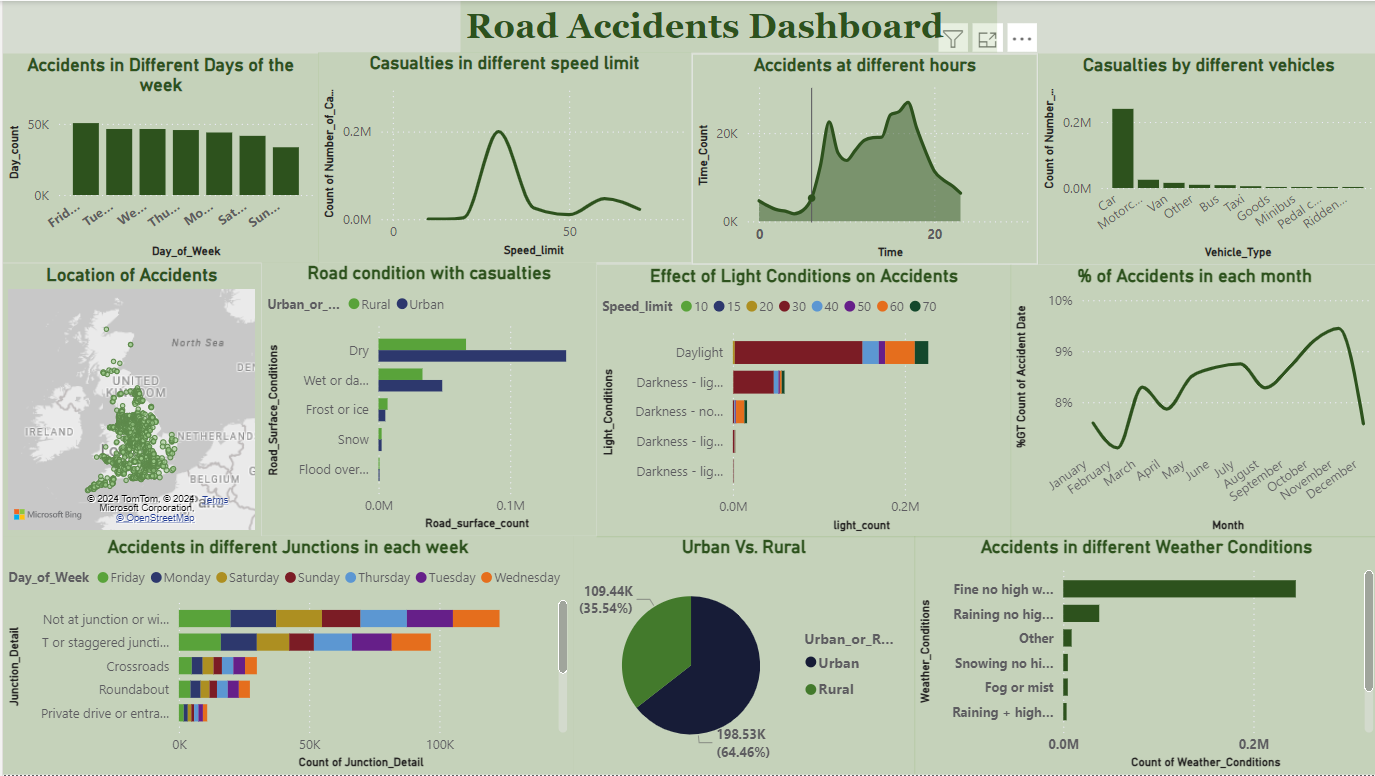 Road Accidents Dashboard
Accidents in Different Days of the
week
Day_count
50K
0K
Frid...
Tue...
We...
Thu...
Mo...
Sat...
Sun...
Day_of_Week
Casualties in different speed limit
Count of Number_of_Ca...
0.2M
0.0M
0
50
Speed_limit
Accidents at different hours
Time_Count
20K
0K
0
20
Time
Casualties by different vehicles
Count of Number_...
0.2M
0.0M
Car
Motorc...
Van
Other
Bus
Taxi
Goods
Minibus
Pedal c...
Ridden...
Vehicle_Type
Location of Accidents
North Sea
DEN
UNITED
KINGDOM
IRELAND
NETHERLAND
BELGIUM
G
Paris
© 2024 TomTom, © 2024 Terms
Microsoft Corporation,
© OpenStreetMap
Microsoft Bing
Road condition with casualties
Urban_or_... Rural Urban
Road_Surface_Conditions
Dry
Wet or da...
Frost or ice
Snow
Flood over...
0.0M
0.1M
Road_surface_count
Effect of Light Conditions on Accidents
Speed_limit 10 15 20 30 40 50 60 70
Light_Conditions
Daylight
Darkness - lig...
Darkness - no...
Darkness - lig...
Darkness - lig...
0.0M
0.2M
light_count
% of Accidents in each month
%GT Count of Accident Date
10%
9%
8%
January
February
March
April
May
June
July
August
September
October
November
December
Month
Accidents in different Junctions in each week
Day_of_Week Friday Monday Saturday Sunday Thursday Tuesday Wednesday
Junction_Detail
Not at junction or wi...
T or staggered juncti...
Crossroads
Roundabout
Private drive or entra...
0K
50K
100K
Count of Junction_Detail
Urban Vs. Rural
109.44K
(35.54%)
198.53K
(64.46%)
Urban_or_R...
Urban
Rural
Accidents in different Weather Conditions
Weather_Conditions
Fine no high w...
Raining no hig...
Other
Snowing no hi...
Fog or mist
Raining + high...
0.0M
0.2M
Count of Weather_Conditions